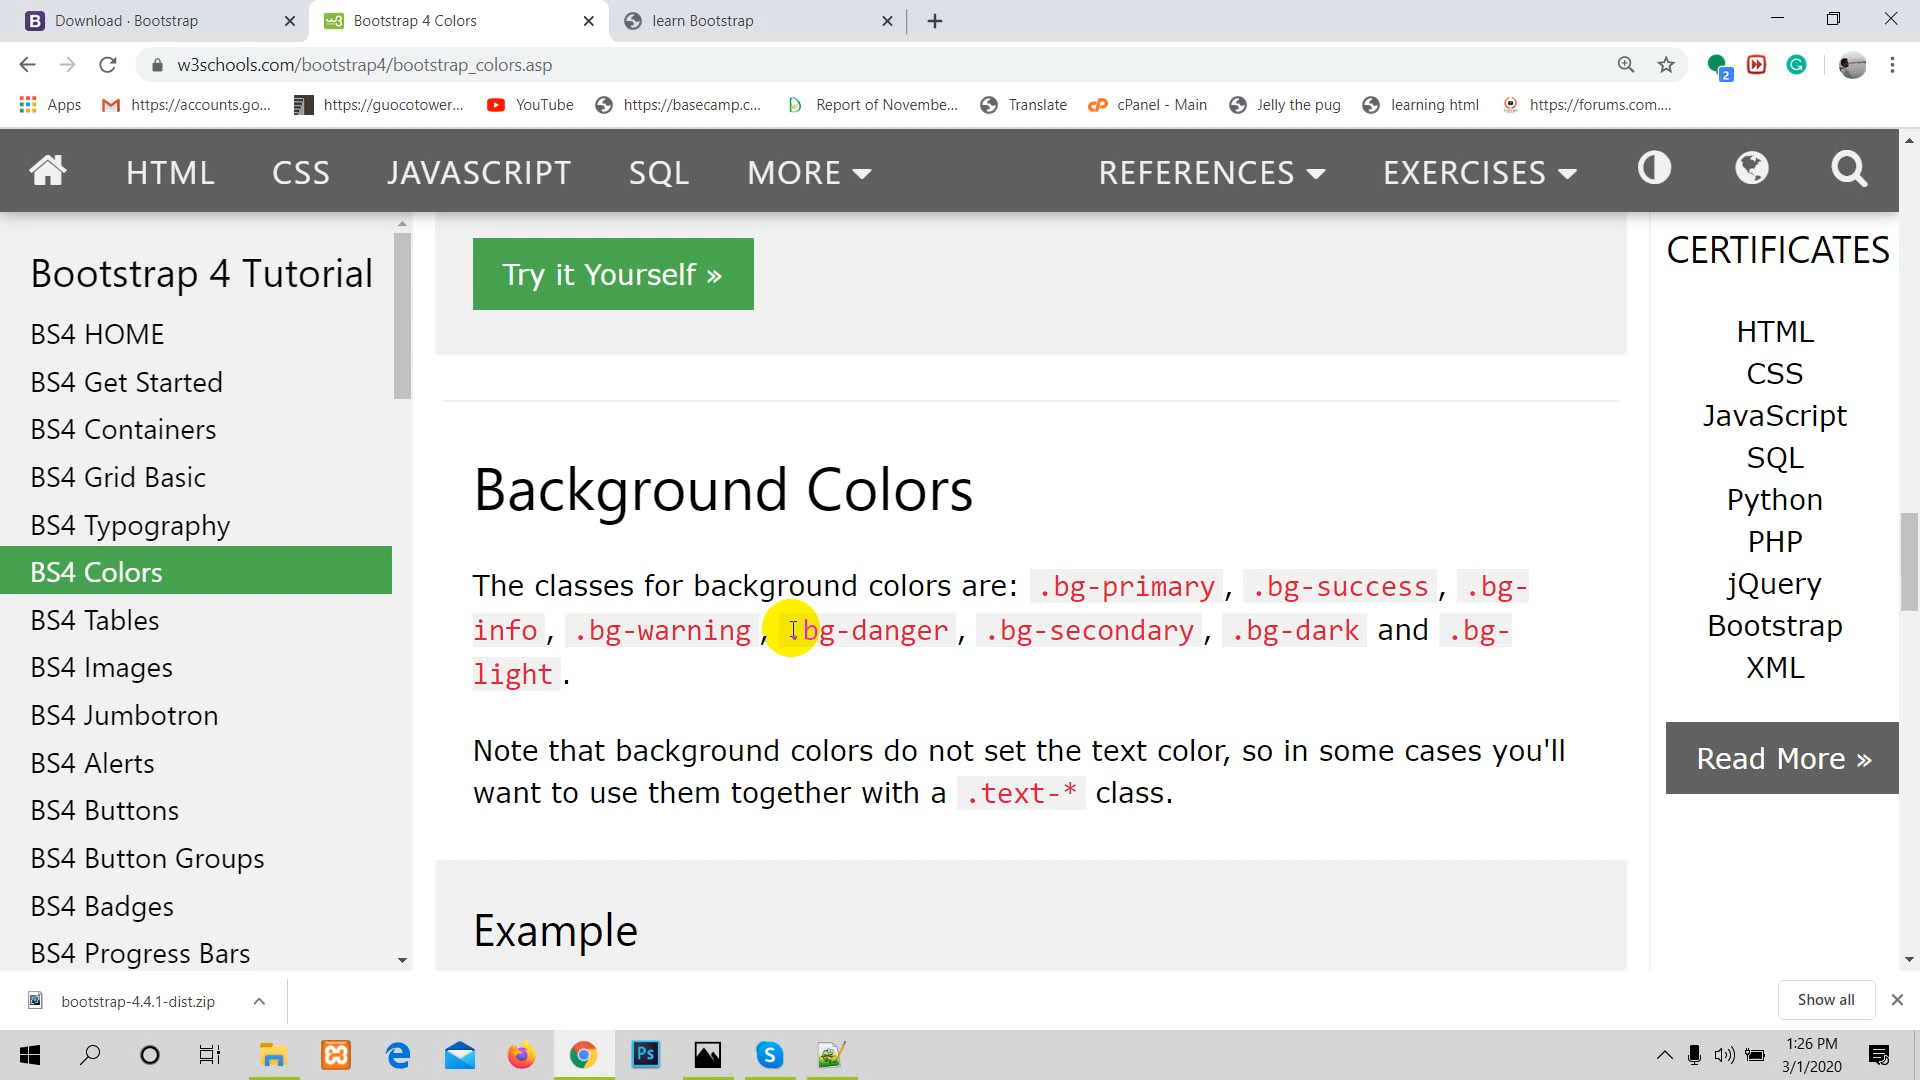 Download · Bootstrap
Bootstrap 4 Colors
learn Bootstrap
w3schools.com/bootstrap4/bootstrap_colors.asp
2
Apps
https://accounts.go...
https://guocotower...
YouTube
https://basecamp.c...
Report of Novembe...
Translate
cPanel - Main
Jelly the pug
learning html
https://forums.com....
HTML
CSS
JAVASCRIPT
SQL
MORE
REFERENCES
EXERCISES
Bootstrap 4 Tutorial
BS4 HOME
BS4 Get Started
BS4 Containers
BS4 Grid Basic
BS4 Typography
BS4 Colors
BS4 Tables
BS4 Images
BS4 Jumbotron
BS4 Alerts
BS4 Buttons
BS4 Button Groups
BS4 Badges
BS4 Progress Bars
Try it Yourself »
Background Colors
The classes for background colors are: .bg-primary, .bg-success, .bg-
info, .bg-warning, .bg-danger, .bg-secondary, .bg-dark and .bg-
light.
Note that background colors do not set the text color, so in some cases you'll
want to use them together with a .text-* class.
Example
CERTIFICATES
HTML
CSS
JavaScript
SQL
Python
PHP
jQuery
Bootstrap
XML
Read More »
bootstrap-4.4.1-dist.zip
Show all
Ps
1:26 PM
3/1/2020